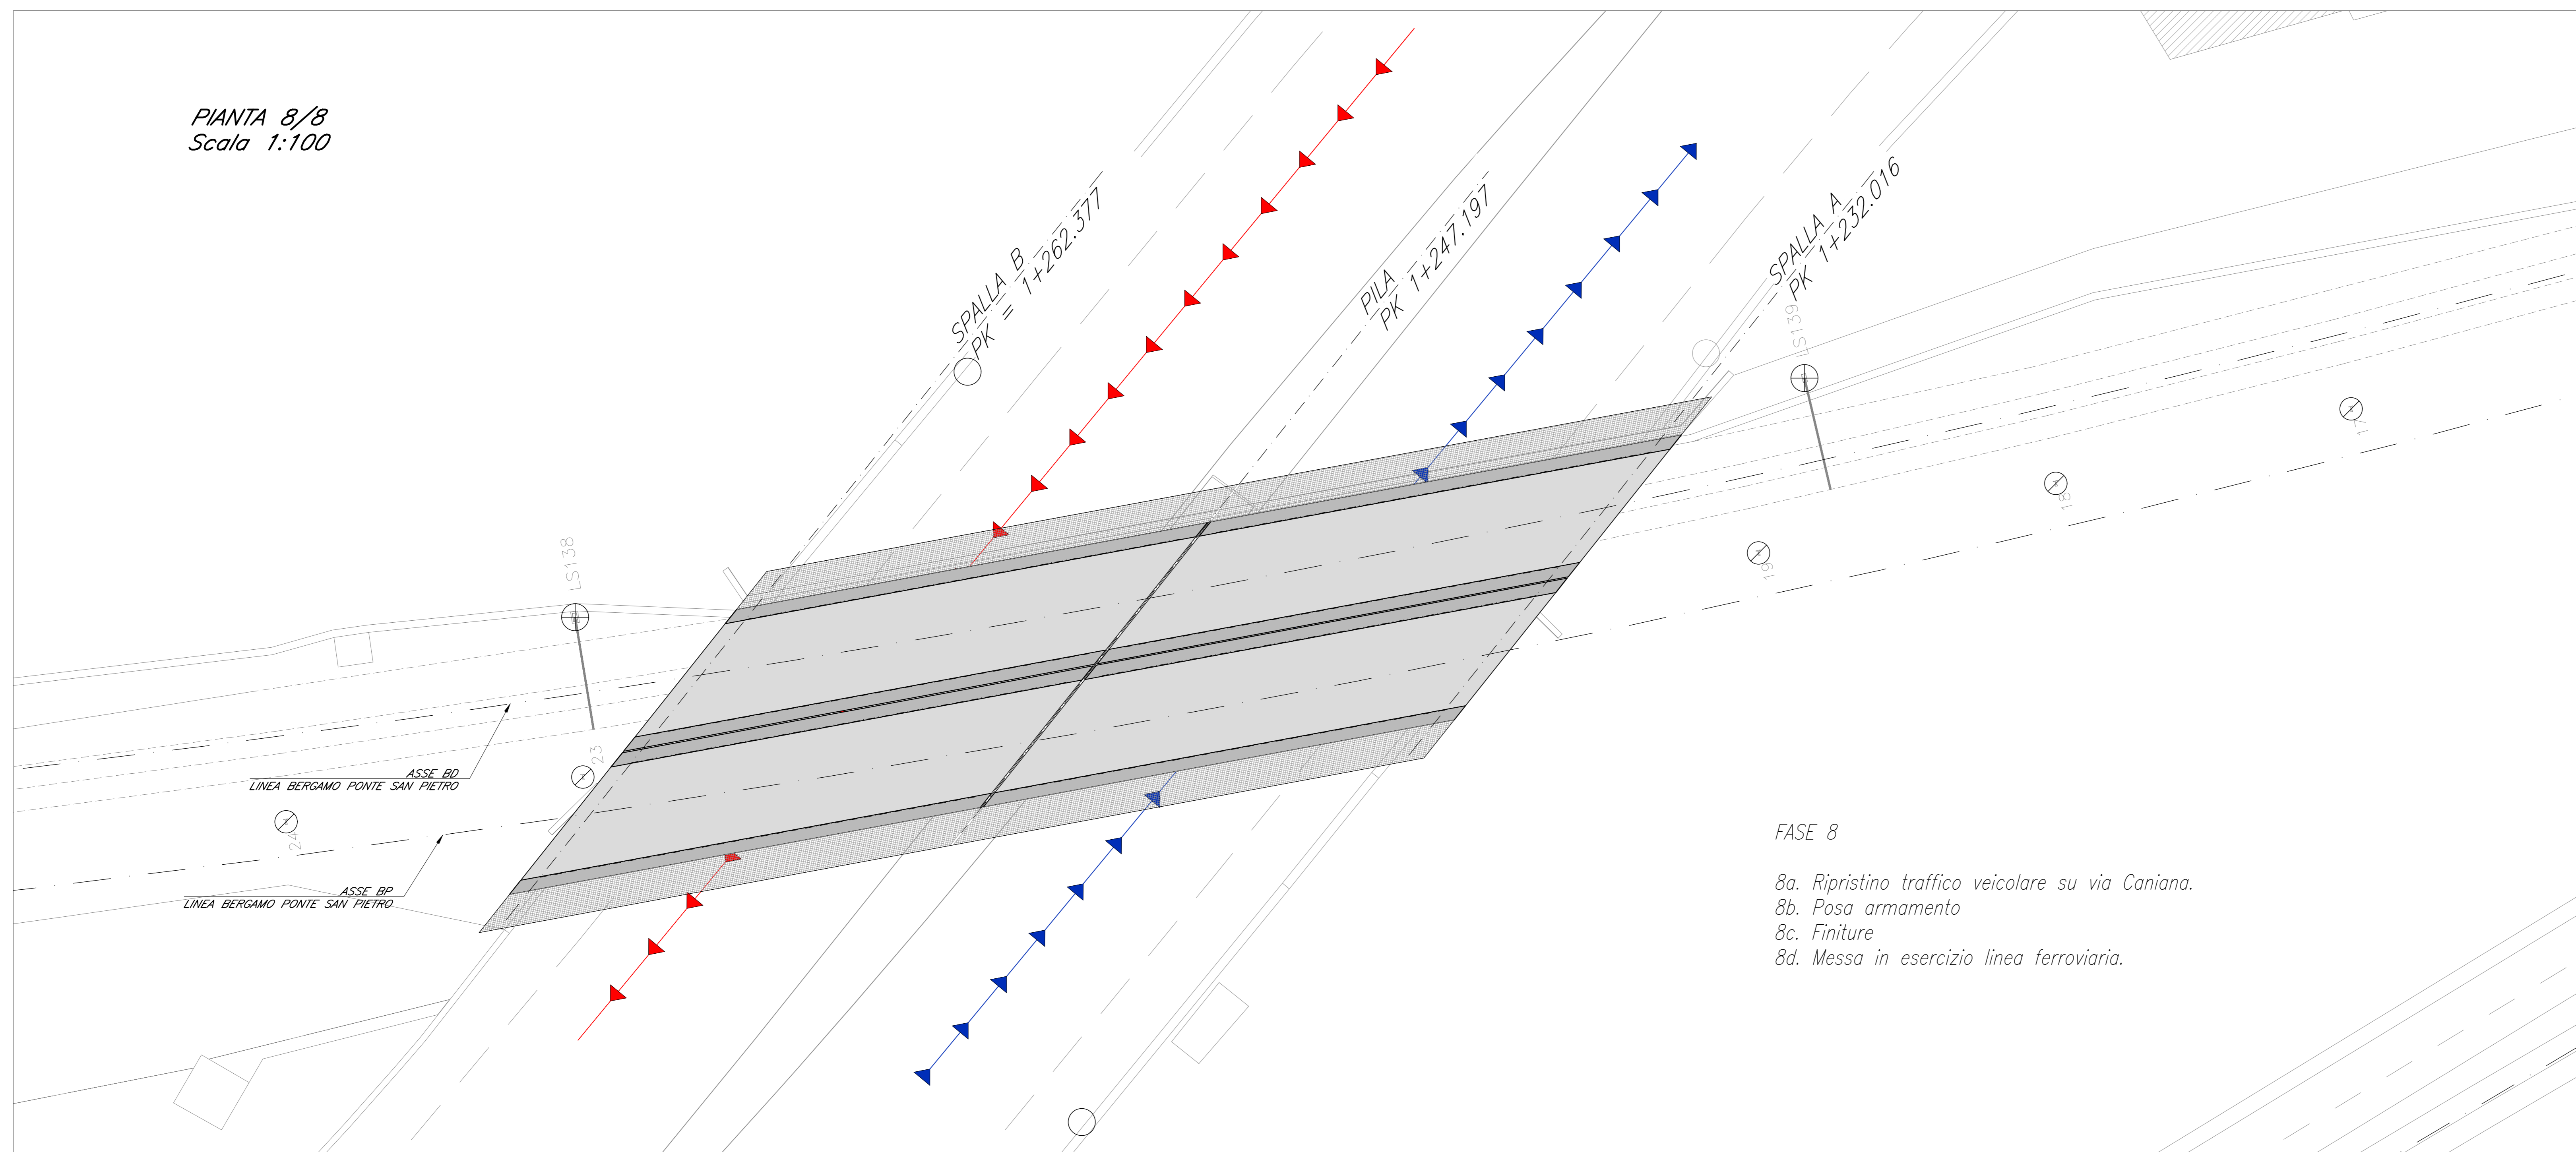 PIANTA 8/8
Scala 1:100
SPALLA B
PK = 1+262.377
PILA
PK 1+247.197
SPALLA A
PK 1+232.016
LS139
17
18
19
LS138
23
24
ASSE BD
LINEA BERGAMO PONTE SAN PIETRO
ASSE BP
LINEA BERGAMO PONTE SAN PIETRO
FASE 8
8a. Ripristino traffico veicolare su via Caniana.
8b. Posa armamento
8c. Finiture
8d. Messa in esercizio linea ferroviaria.